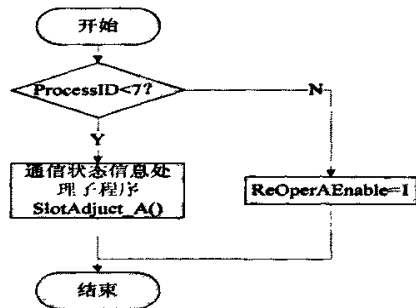 开始
ProcessID<7?
N
Y
通信状态信息处
理子程序
SlotAdjuct_A()
ReOperAEnable=1
结束